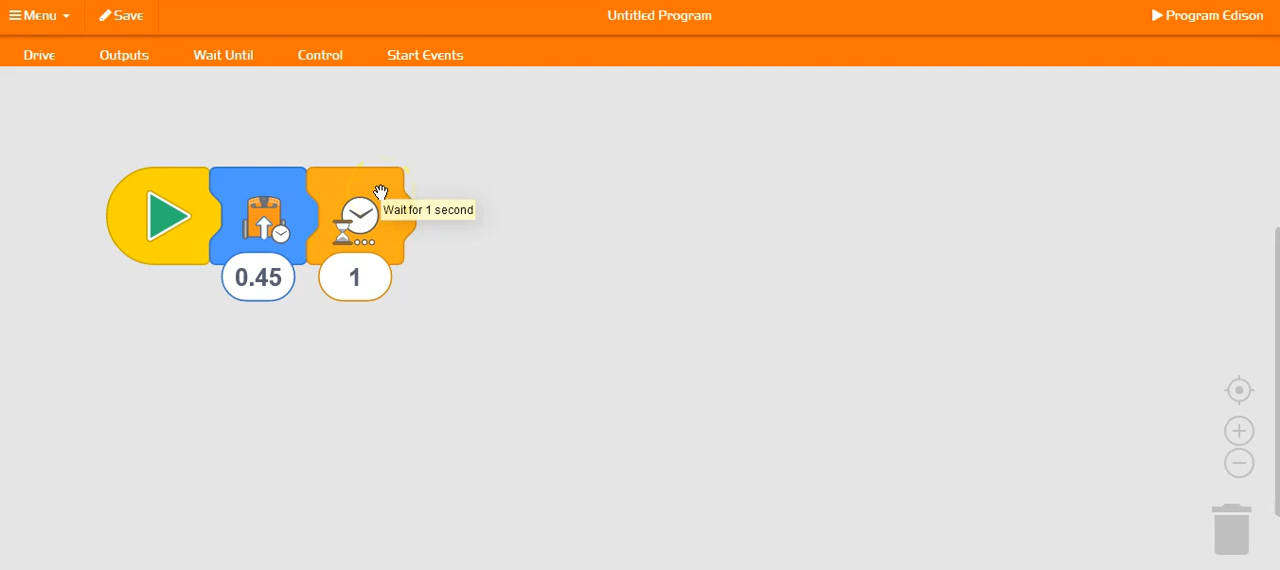 Menu Save Untitled Program Program Edison
Drive Outputs Wait Until Control Start Events
Wait for 1 second
0.45 1